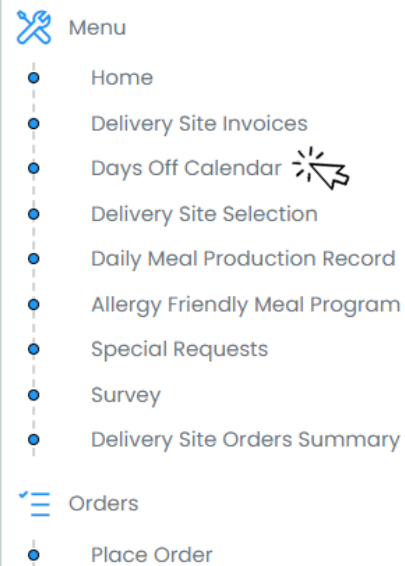 Menu
Home
Delivery Site Invoices
Days Off Calendar
Delivery Site Selection
Daily Meal Production Record
Allergy Friendly Meal Program
Special Requests
Survey
Delivery Site Orders Summary
Orders
Place Order